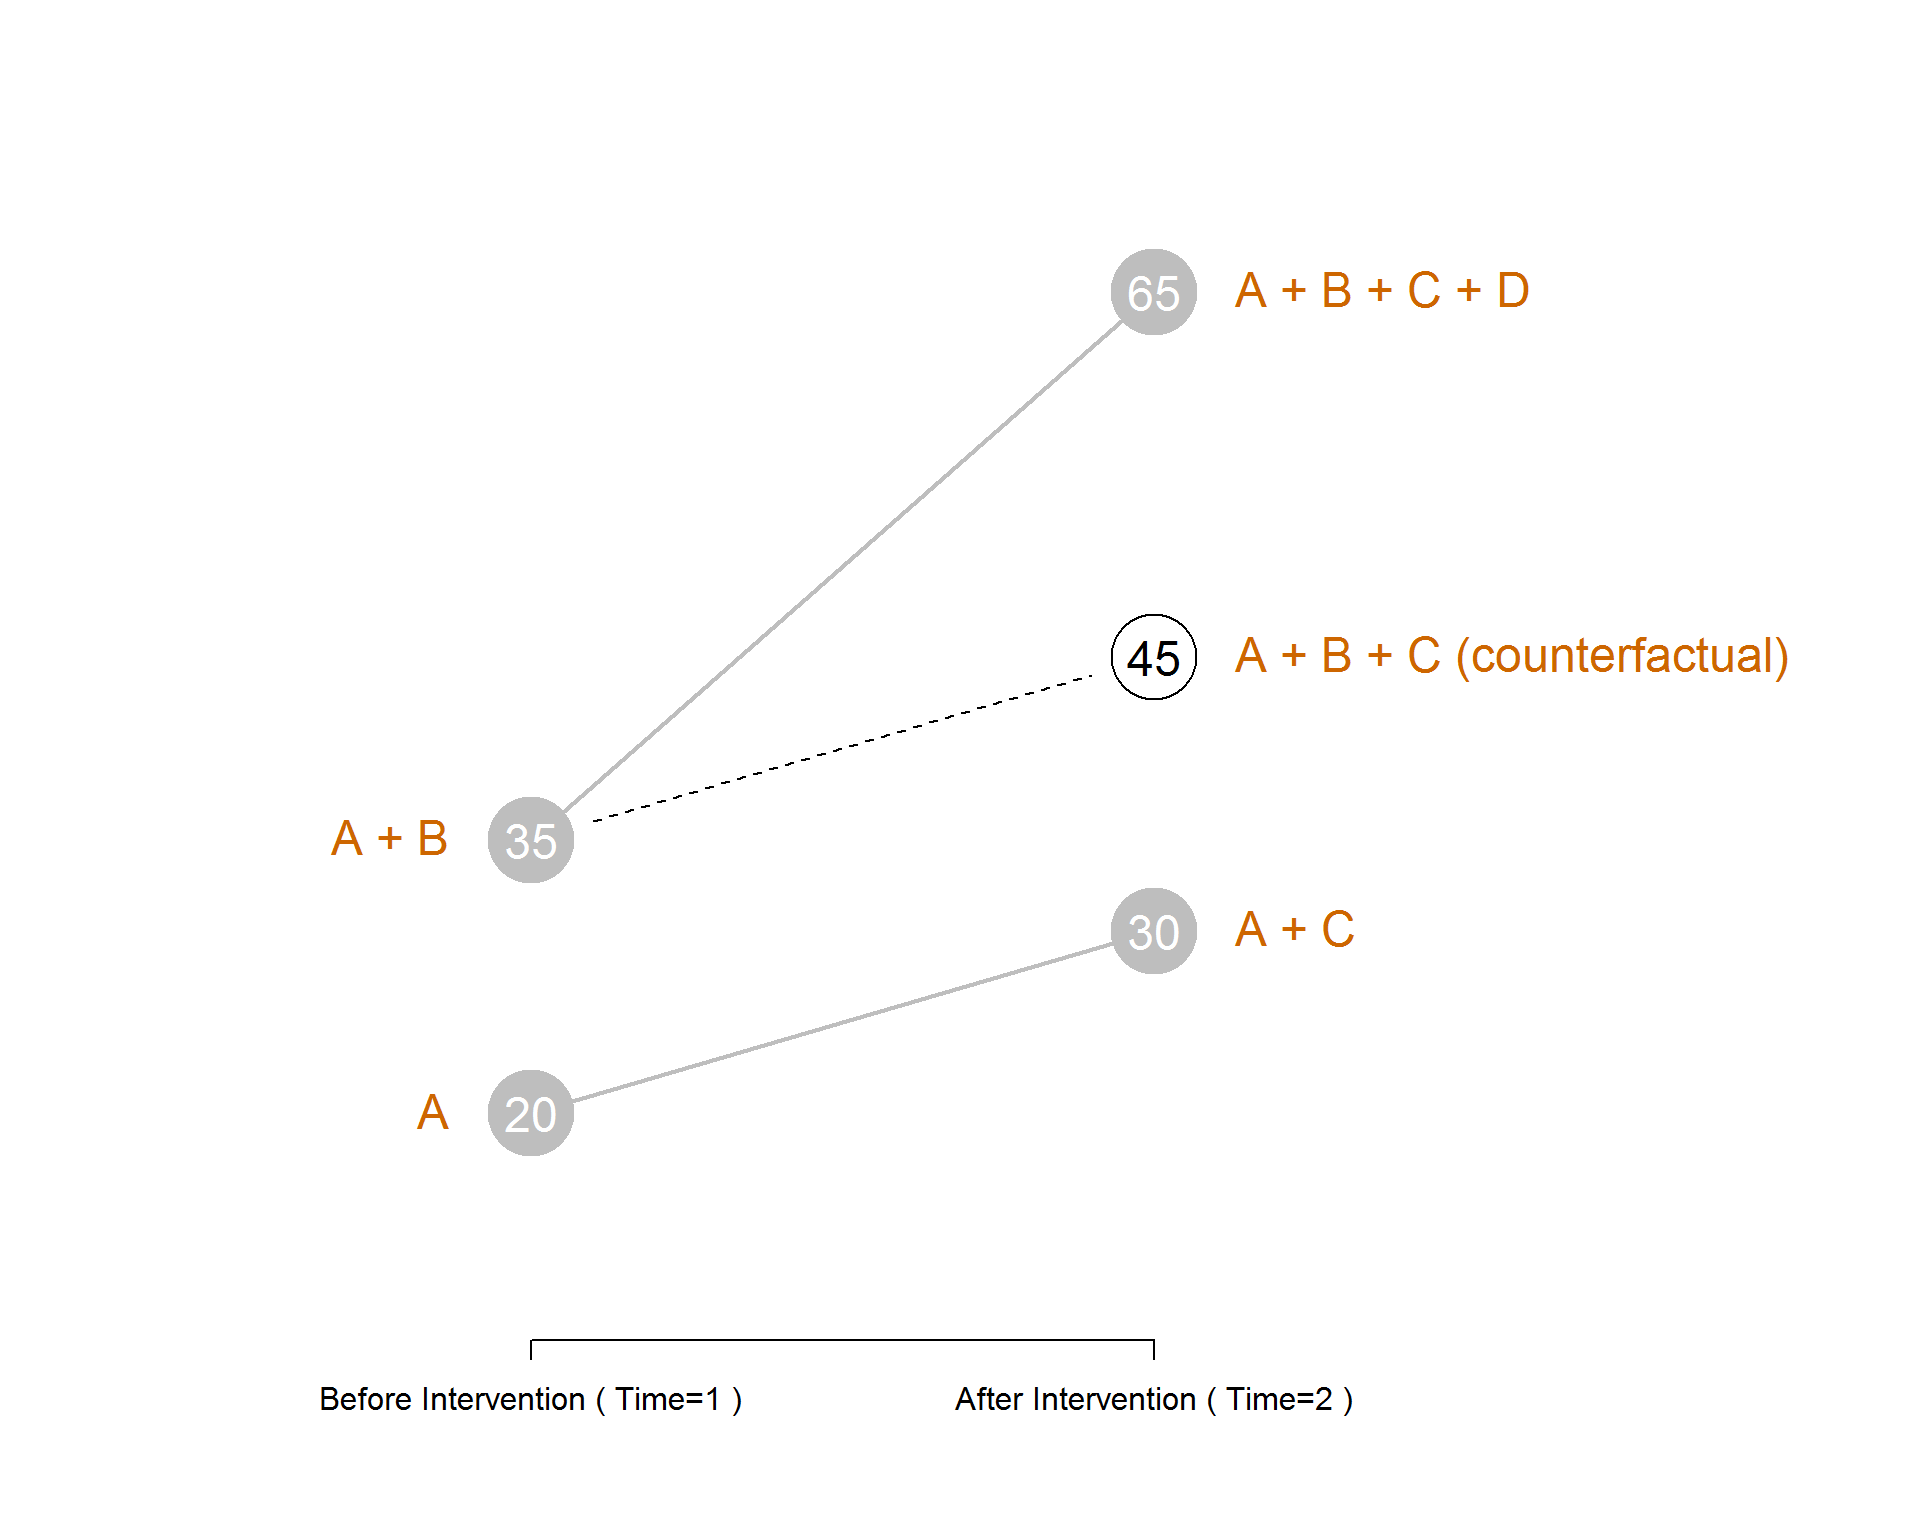 65 A + B + C + D
45 A + B + C (counterfactual)
A + B 35
30 A + C
A 20
Before Intervention ( Time=1 ) After Intervention ( Time=2 )